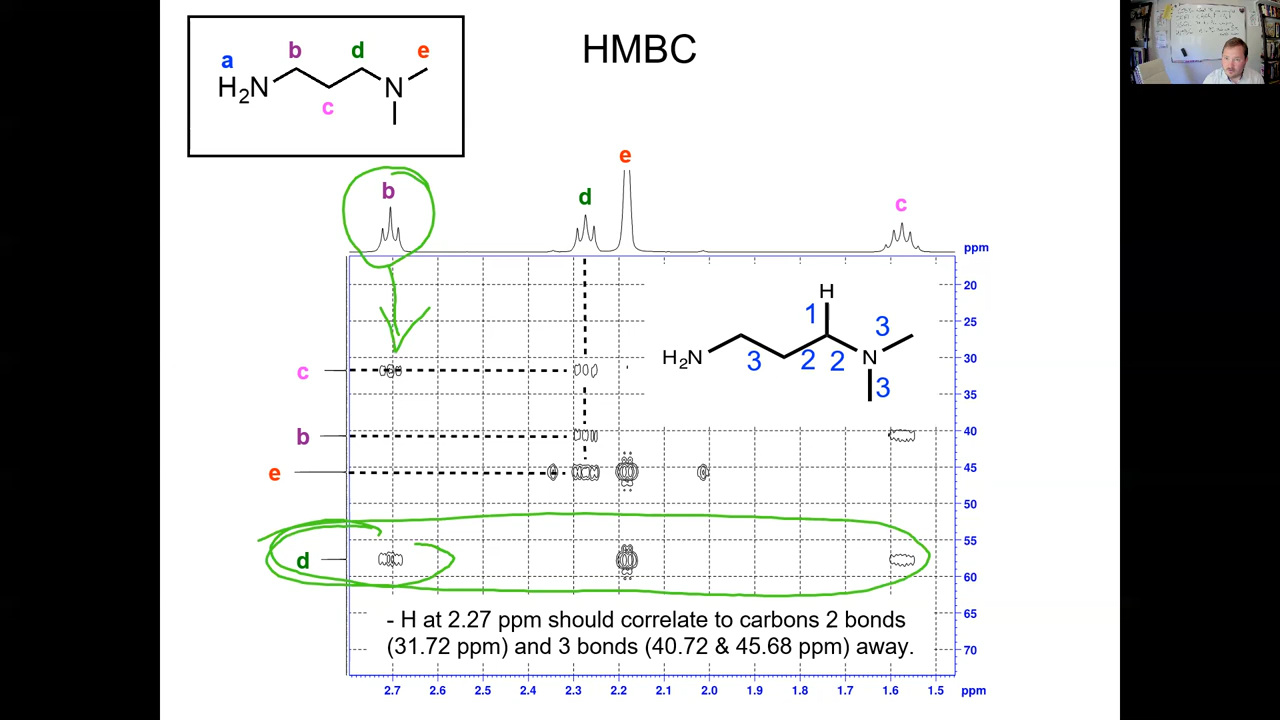 HMBC
a b c d e
H2N N
b d e c
ppm
20
25
30
35
40
45
50
55
60
65
70
c
b
e
d
H
1 3
H2N 3 2 2 N
3
- H at 2.27 ppm should correlate to carbons 2 bonds
(31.72 ppm) and 3 bonds (40.72 & 45.68 ppm) away.
2.7 2.6 2.5 2.4 2.3 2.2 2.1 2.0 1.9 1.8 1.7 1.6 1.5 ppm